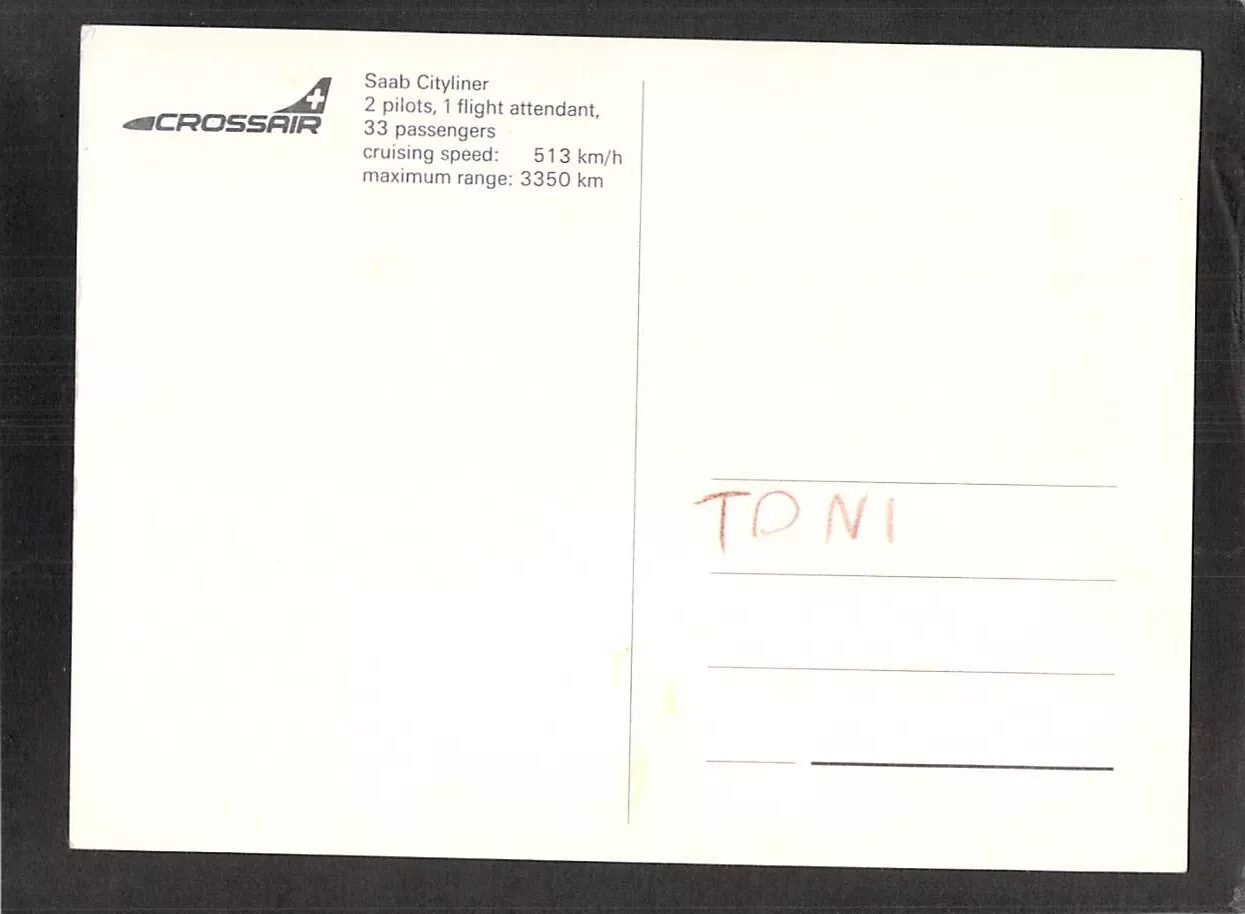 CROSSAIR
Saab Cityliner
2 pilots, 1 flight attendant,
33 passengers
cruising speed: 513 km/h
maximum range: 3350 km
TONI